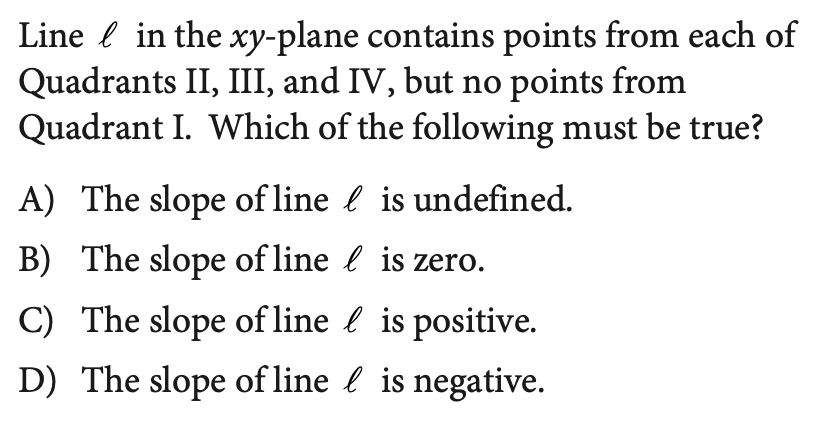 Line ℓ in the xy-plane contains points from each of
Quadrants II, III, and IV, but no points from
Quadrant I. Which of the following must be true?
A) The slope of line ℓ is undefined.
B) The slope of line ℓ is zero.
C) The slope of line ℓ is positive.
D) The slope of line ℓ is negative.